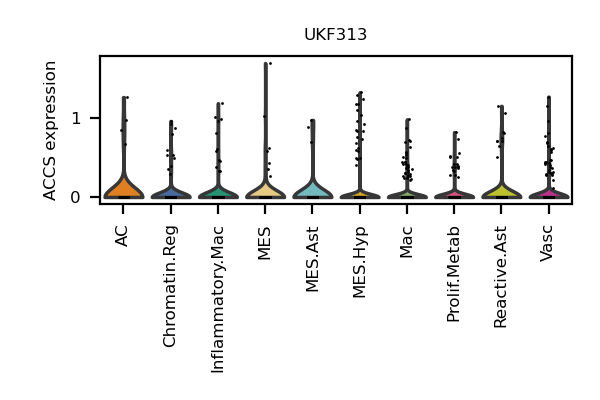 UKF313
ACCS expression
1
0
AC
Chromatin.Reg
Inflammatory.Mac
MES
MES.Ast
MES.Hyp
Mac
Prolif.Metab
Reactive.Ast
Vasc